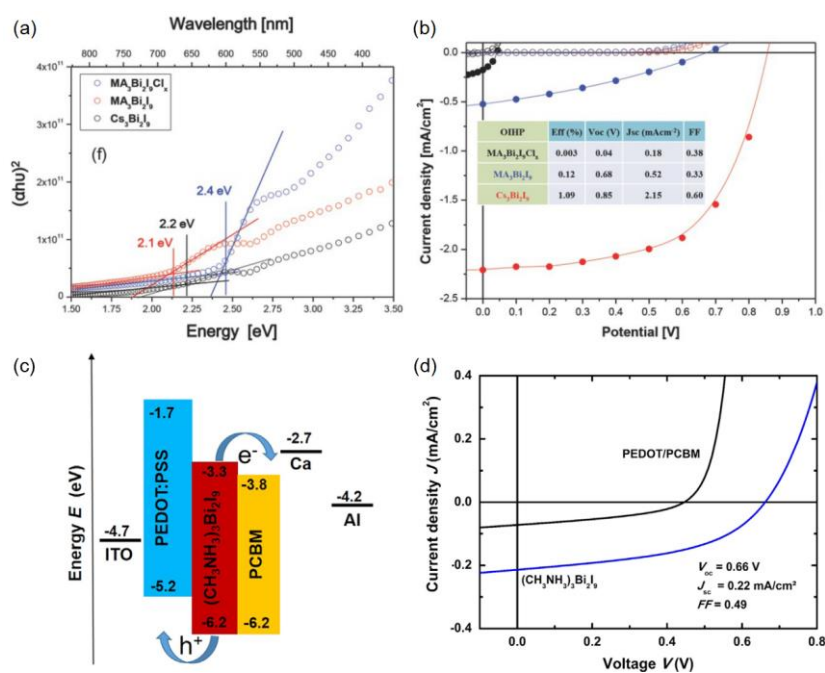 (a)
Wavelength [nm]
800 750 700 650 600 550 500 450 400
4x10¹¹
3x10¹¹
2x10¹¹
1x10¹¹
0
(αhυ)²
MA₃Bi₂I₉Clₓ
MA₃Bi₂I₉
Cs₃Bi₂I₉
(f)
2.4 eV
2.2 eV
2.1 eV
1.50 1.75 2.00 2.25 2.50 2.75 3.00 3.25 3.50
Energy [eV]
(b)
Current density [mA/cm²]
0.0
-0.5
-1.0
-1.5
-2.0
-2.5
OIHP Eff (%) Voc (V) Jsc (mAcm⁻²) FF
MA₃Bi₂I₉Clₓ 0.003 0.04 0.18 0.38
MA₃Bi₂I₉ 0.12 0.68 0.52 0.33
Cs₃Bi₂I₉ 1.09 0.85 2.15 0.60
0.0 0.1 0.2 0.3 0.4 0.5 0.6 0.7 0.8 0.9 1.0
Potential [V]
(c)
Energy E (eV)
-4.7
ITO
-1.7
PEDOT:PSS
-5.2
h⁺
-3.3
(CH₃NH₃)₃Bi₂I₉
-6.2
e⁻
-3.8
PCBM
-6.2
-2.7
Ca
-4.2
Al
(d)
Current density J (mA/cm²)
0.4
0.2
0.0
-0.2
-0.4
PEDOT/PCBM
(CH₃NH₃)₃Bi₂I₉
Voc = 0.66 V
Jsc = 0.22 mA/cm²
FF = 0.49
0.0 0.2 0.4 0.6 0.8
Voltage V (V)